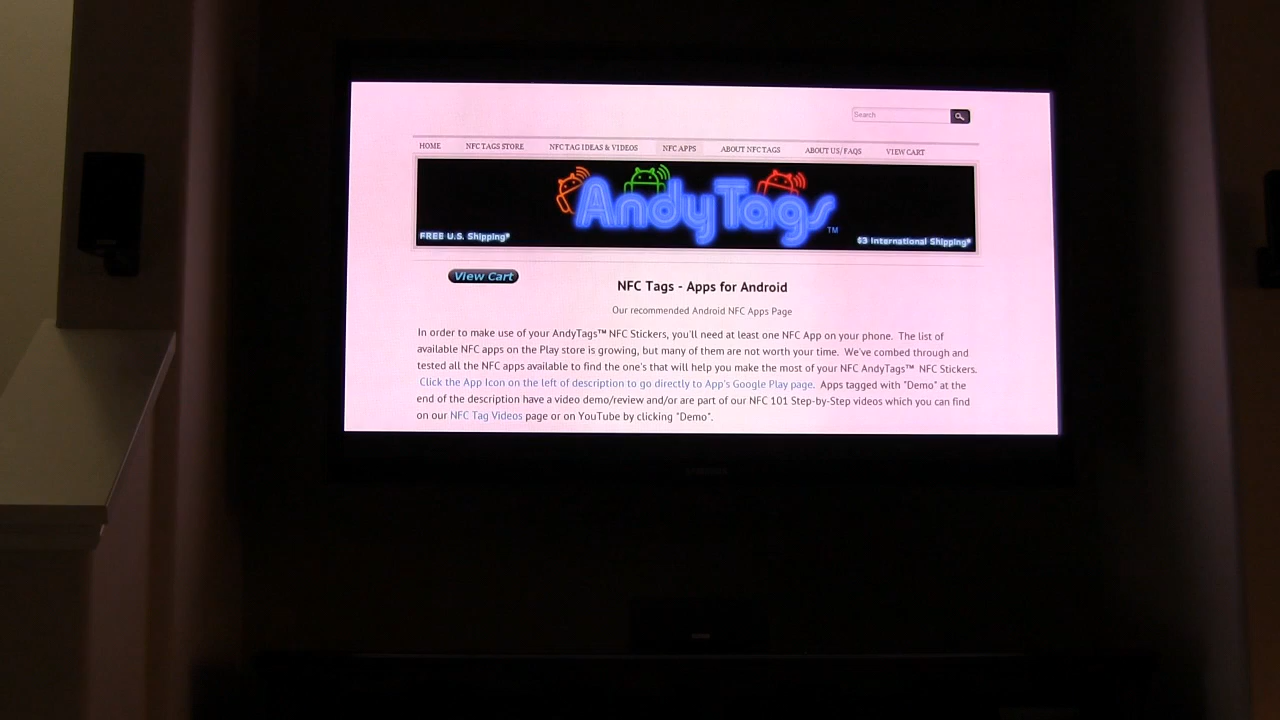 Search
HOME NFC TAGS STORE NFC TAG IDEAS & VIDEOS NFC APPS ABOUT NFC TAGS ABOUT US/ FAQS VIEW CART
AndyTags™
FREE U.S. Shipping* $3 International Shipping*
View Cart
NFC Tags - Apps for Android
Our recommended Android NFC Apps Page
In order to make use of your AndyTags™ NFC Stickers, you'll need at least one NFC App on your phone. The list of
available NFC apps on the Play store is growing, but many of them are not worth your time. We've combed through and
tested all the NFC apps available to find the one's that will help you make the most of your NFC AndyTags™ NFC Stickers.
Click the App Icon on the left of description to go directly to App's Google Play page. Apps tagged with "Demo" at the
end of the description have a video demo/review and/or are part of our NFC 101 Step-by-Step videos which you can find
on our NFC Tag Videos page or on YouTube by clicking "Demo".